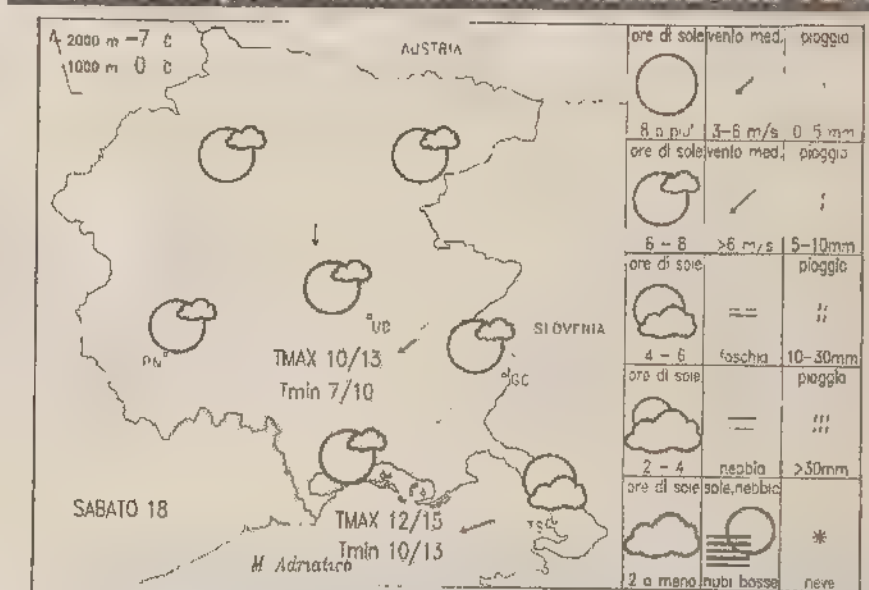 2000 m -7 C
1000 m 0 C
AUSTRIA
UD
SLOVENIA
PN
TMAX 10/13
Tmin 7/10
GC
SABATO 18
TMAX 12/15
Tmin 10/13
TS
M Adriatico
ore di sole vento med. pioggia
8 o piu' 3-6 m/s 0-5 mm
ore di sole vento med. pioggia
6 - 8 >6 m/s 5-10mm
ore di sole pioggia
4 - 6 foschia 10-30mm
ore di sole pioggia
2 - 4 nebbia >30mm
ore di sole sole,nebbia
2 o meno nubi basse neve